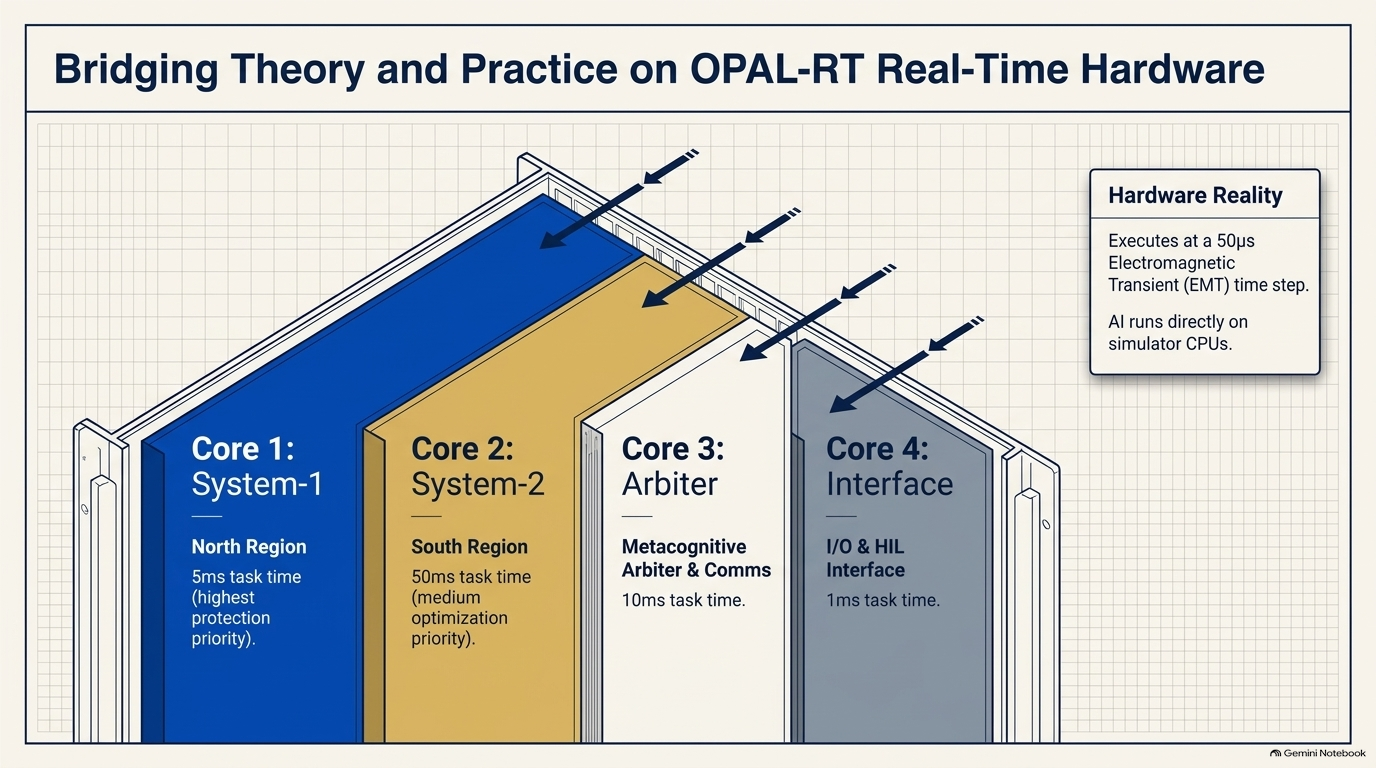 Bridging Theory and Practice on OPAL-RT Real-Time Hardware
Hardware Reality
Executes at a 50µs
Electromagnetic
Transient (EMT) time step.
AI runs directly on
simulator CPUs.
Core 1:
System-1
North Region
5ms task time
(highest
protection
priority).
Core 2:
System-2
South Region
50ms task time
(medium
optimization
priority).
Core 3:
Arbiter
Metacognitive
Arbiter & Comms
10ms task time.
Core 4:
Interface
I/O & HIL
Interface
1ms task time.
Gemini Notebook